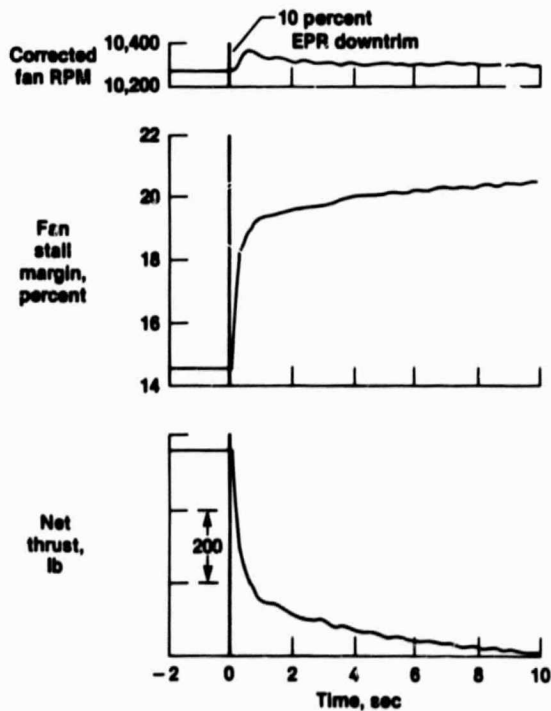 10 percent
EPR downtrim
Corrected
fan RPM
10,400
10,200
Fεn
stall
margin,
percent
22
20
18
16
14
Net
thrust,
lb
200
-2 0 2 4 6 8 10
Time, sec